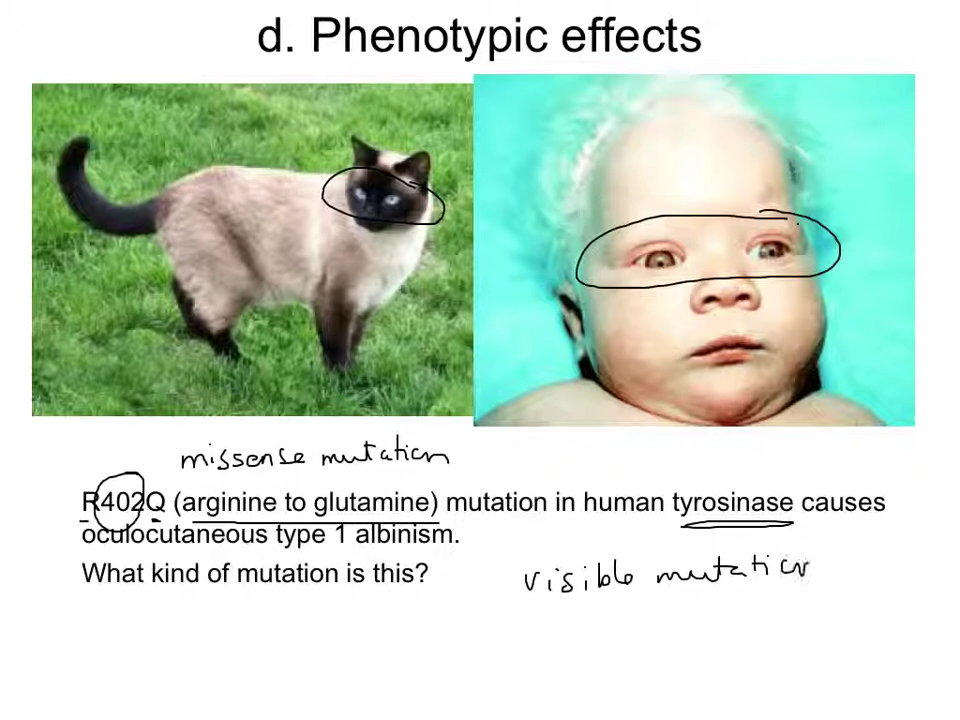 d. Phenotypic effects
missense mutation
R402Q (arginine to glutamine) mutation in human tyrosinase causes
oculocutaneous type 1 albinism.
What kind of mutation is this?
visible mutation